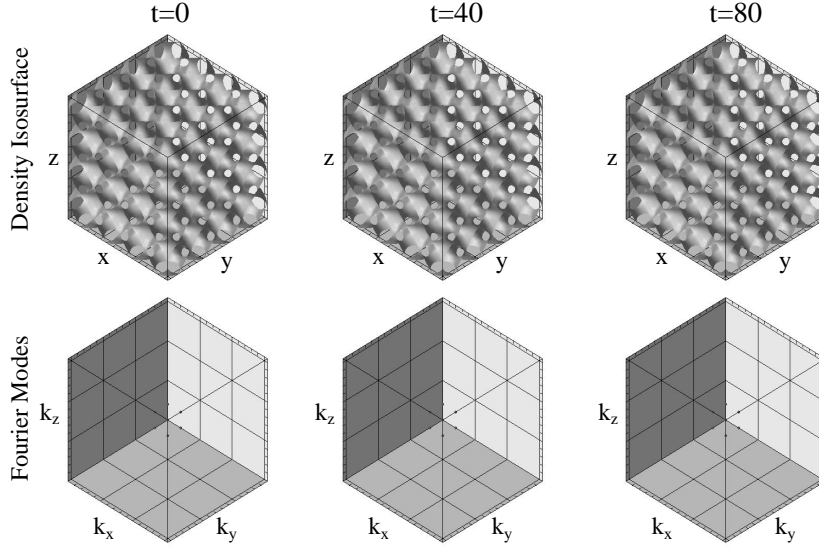 t=0 t=40 t=80
Density Isosurface
z z z
x y x y x y
Fourier Modes
k_z k_z k_z
k_x k_y k_x k_y k_x k_y